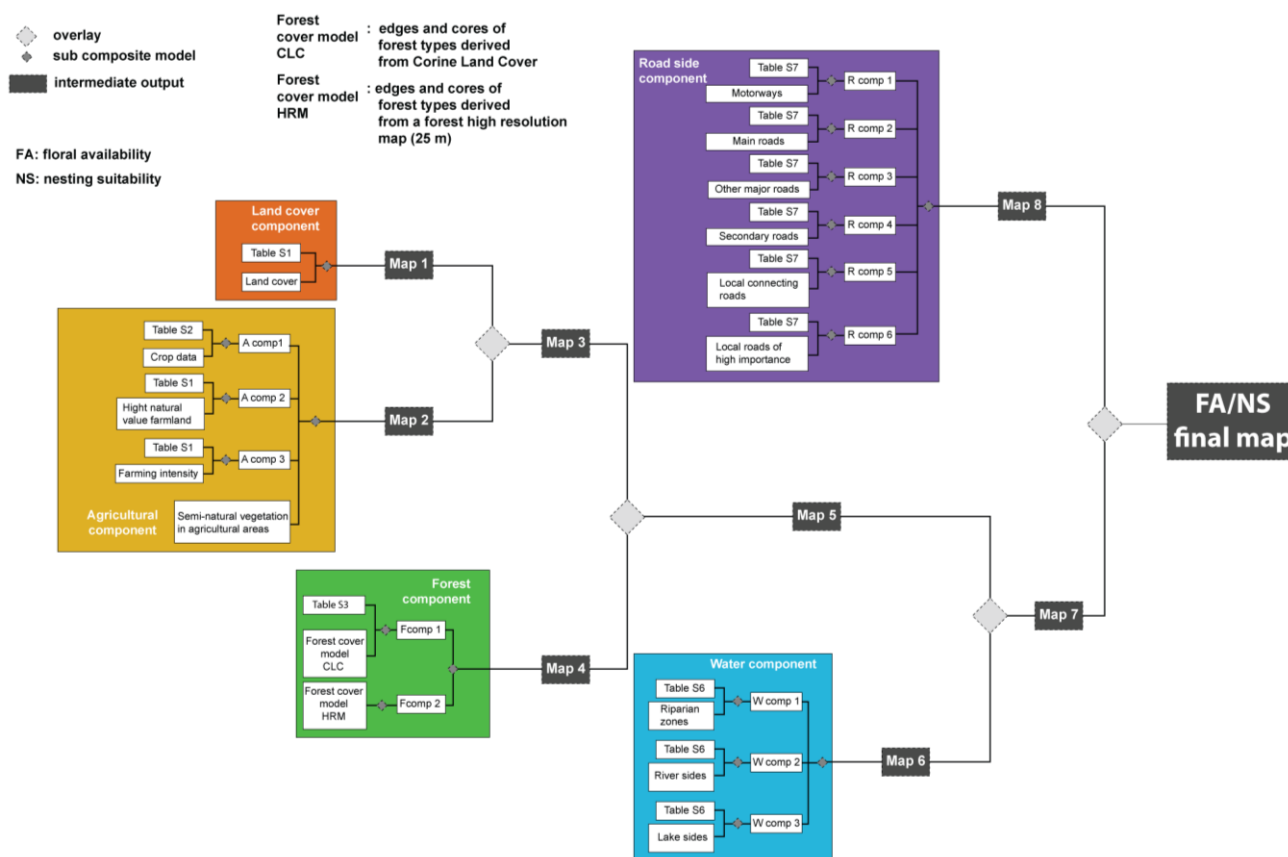 overlay
sub composite model
intermediate output
Forest
cover model
CLC
: edges and cores of
forest types derived
from Corine Land Cover
Forest
cover model
HRM
: edges and cores of
forest types derived
from a forest high resolution
map (25 m)
FA: floral availability
NS: nesting suitability
Land cover
component
Table S1
Land cover
Map 1
Table S2
Crop data
A comp1
Table S1
Hight natural
value farmland
A comp 2
Table S1
Farming intensity
A comp 3
Semi-natural vegetation
in agricultural areas
Agricultural
component
Map 2
Map 3
Forest
component
Table S3
Forest cover
model
CLC
Fcomp 1
Forest cover
model
HRM
Fcomp 2
Map 4
Map 5
Water component
Table S6
Riparian
zones
W comp 1
Table S6
River sides
W comp 2
Table S6
Lake sides
W comp 3
Map 6
Map 7
Road side
component
Table S7
Motorways
R comp 1
Table S7
Main roads
R comp 2
Table S7
Other major roads
R comp 3
Table S7
Secondary roads
R comp 4
Table S7
Local connecting
roads
R comp 5
Table S7
Local roads of
high importance
R comp 6
Map 8
FA/NS
final map